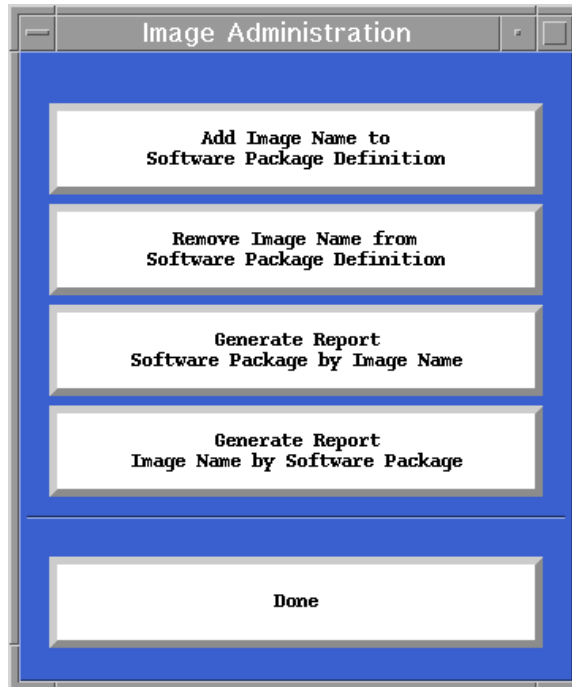 Image Administration
Add Image Name to
Software Package Definition
Remove Image Name from
Software Package Definition
Generate Report
Software Package by Image Name
Generate Report
Image Name by Software Package
Done